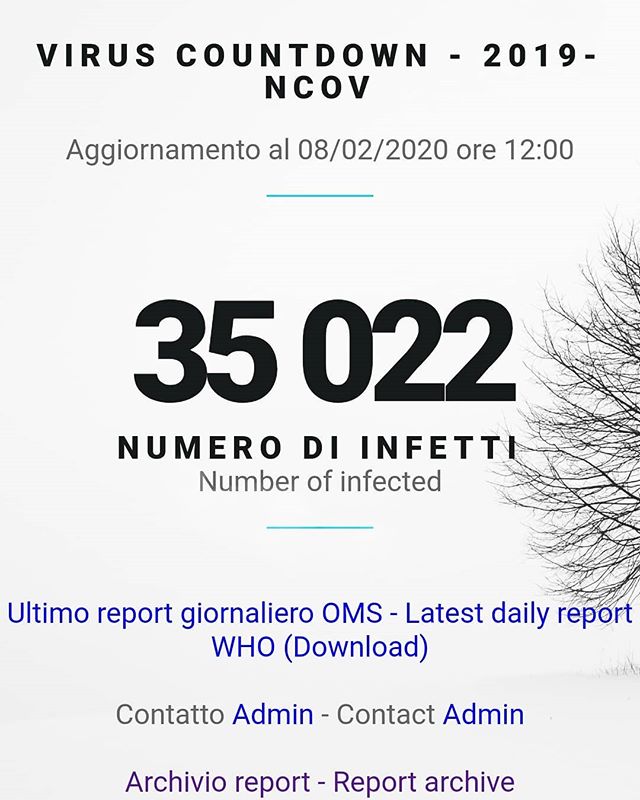 VIRUS COUNTDOWN - 2019-
NCOV
Aggiornamento al 08/02/2020 ore 12:00
35 022
NUMERO DI INFETTI
Number of infected
Ultimo report giornaliero OMS - Latest daily report
WHO (Download)
Contatto Admin - Contact Admin
Archivio report - Report archive